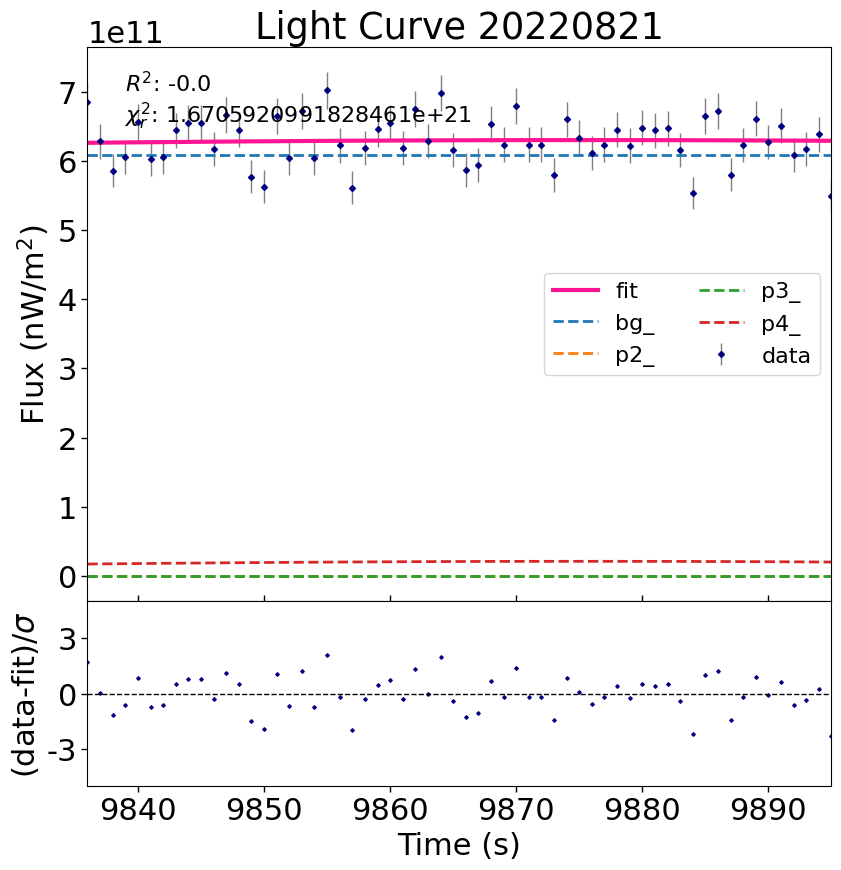 Light Curve 20220821
1e11
R²: -0.0
χ²ᵣ: 1.6705920991828461e+21
7
6
5
4
3
2
1
0
Flux (nW/m²)
fit
bg_
p2_
p3_
p4_
data
3
0
-3
(data-fit)/σ
9840 9850 9860 9870 9880 9890
Time (s)